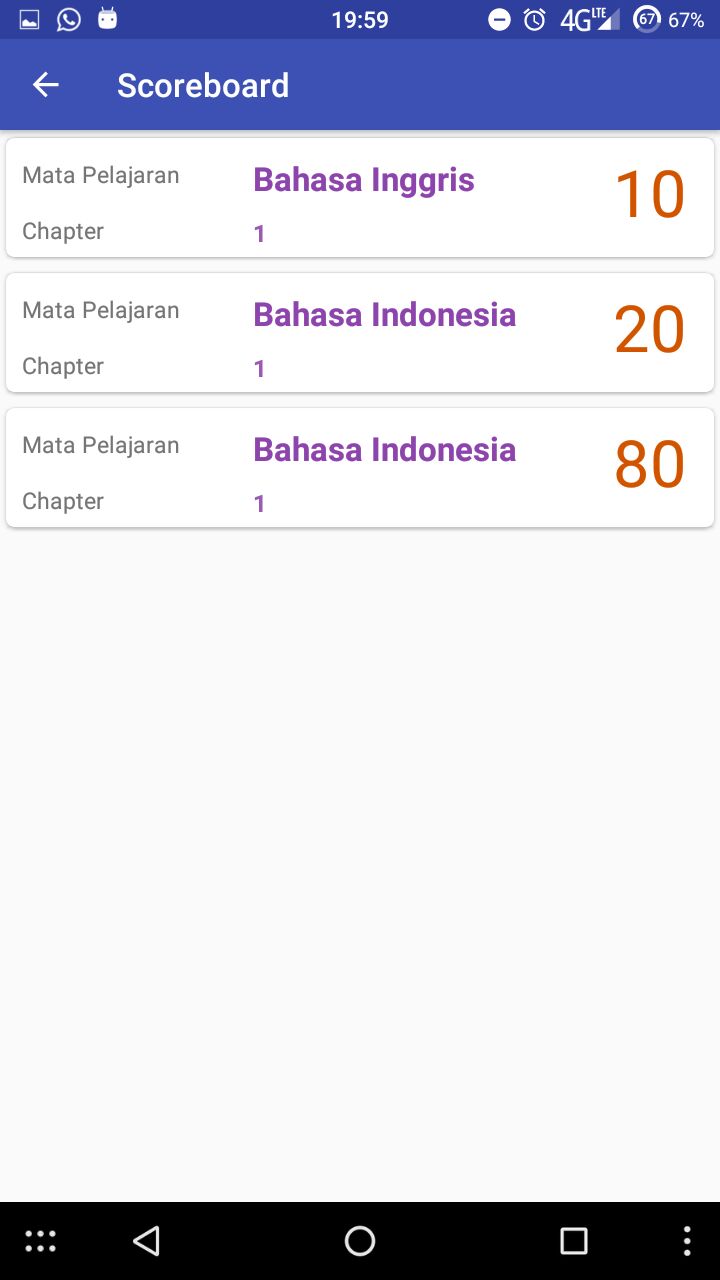 19:59 4G LTE 67 67%
Scoreboard
Mata Pelajaran Bahasa Inggris 10
Chapter 1
Mata Pelajaran Bahasa Indonesia 20
Chapter 1
Mata Pelajaran Bahasa Indonesia 80
Chapter 1